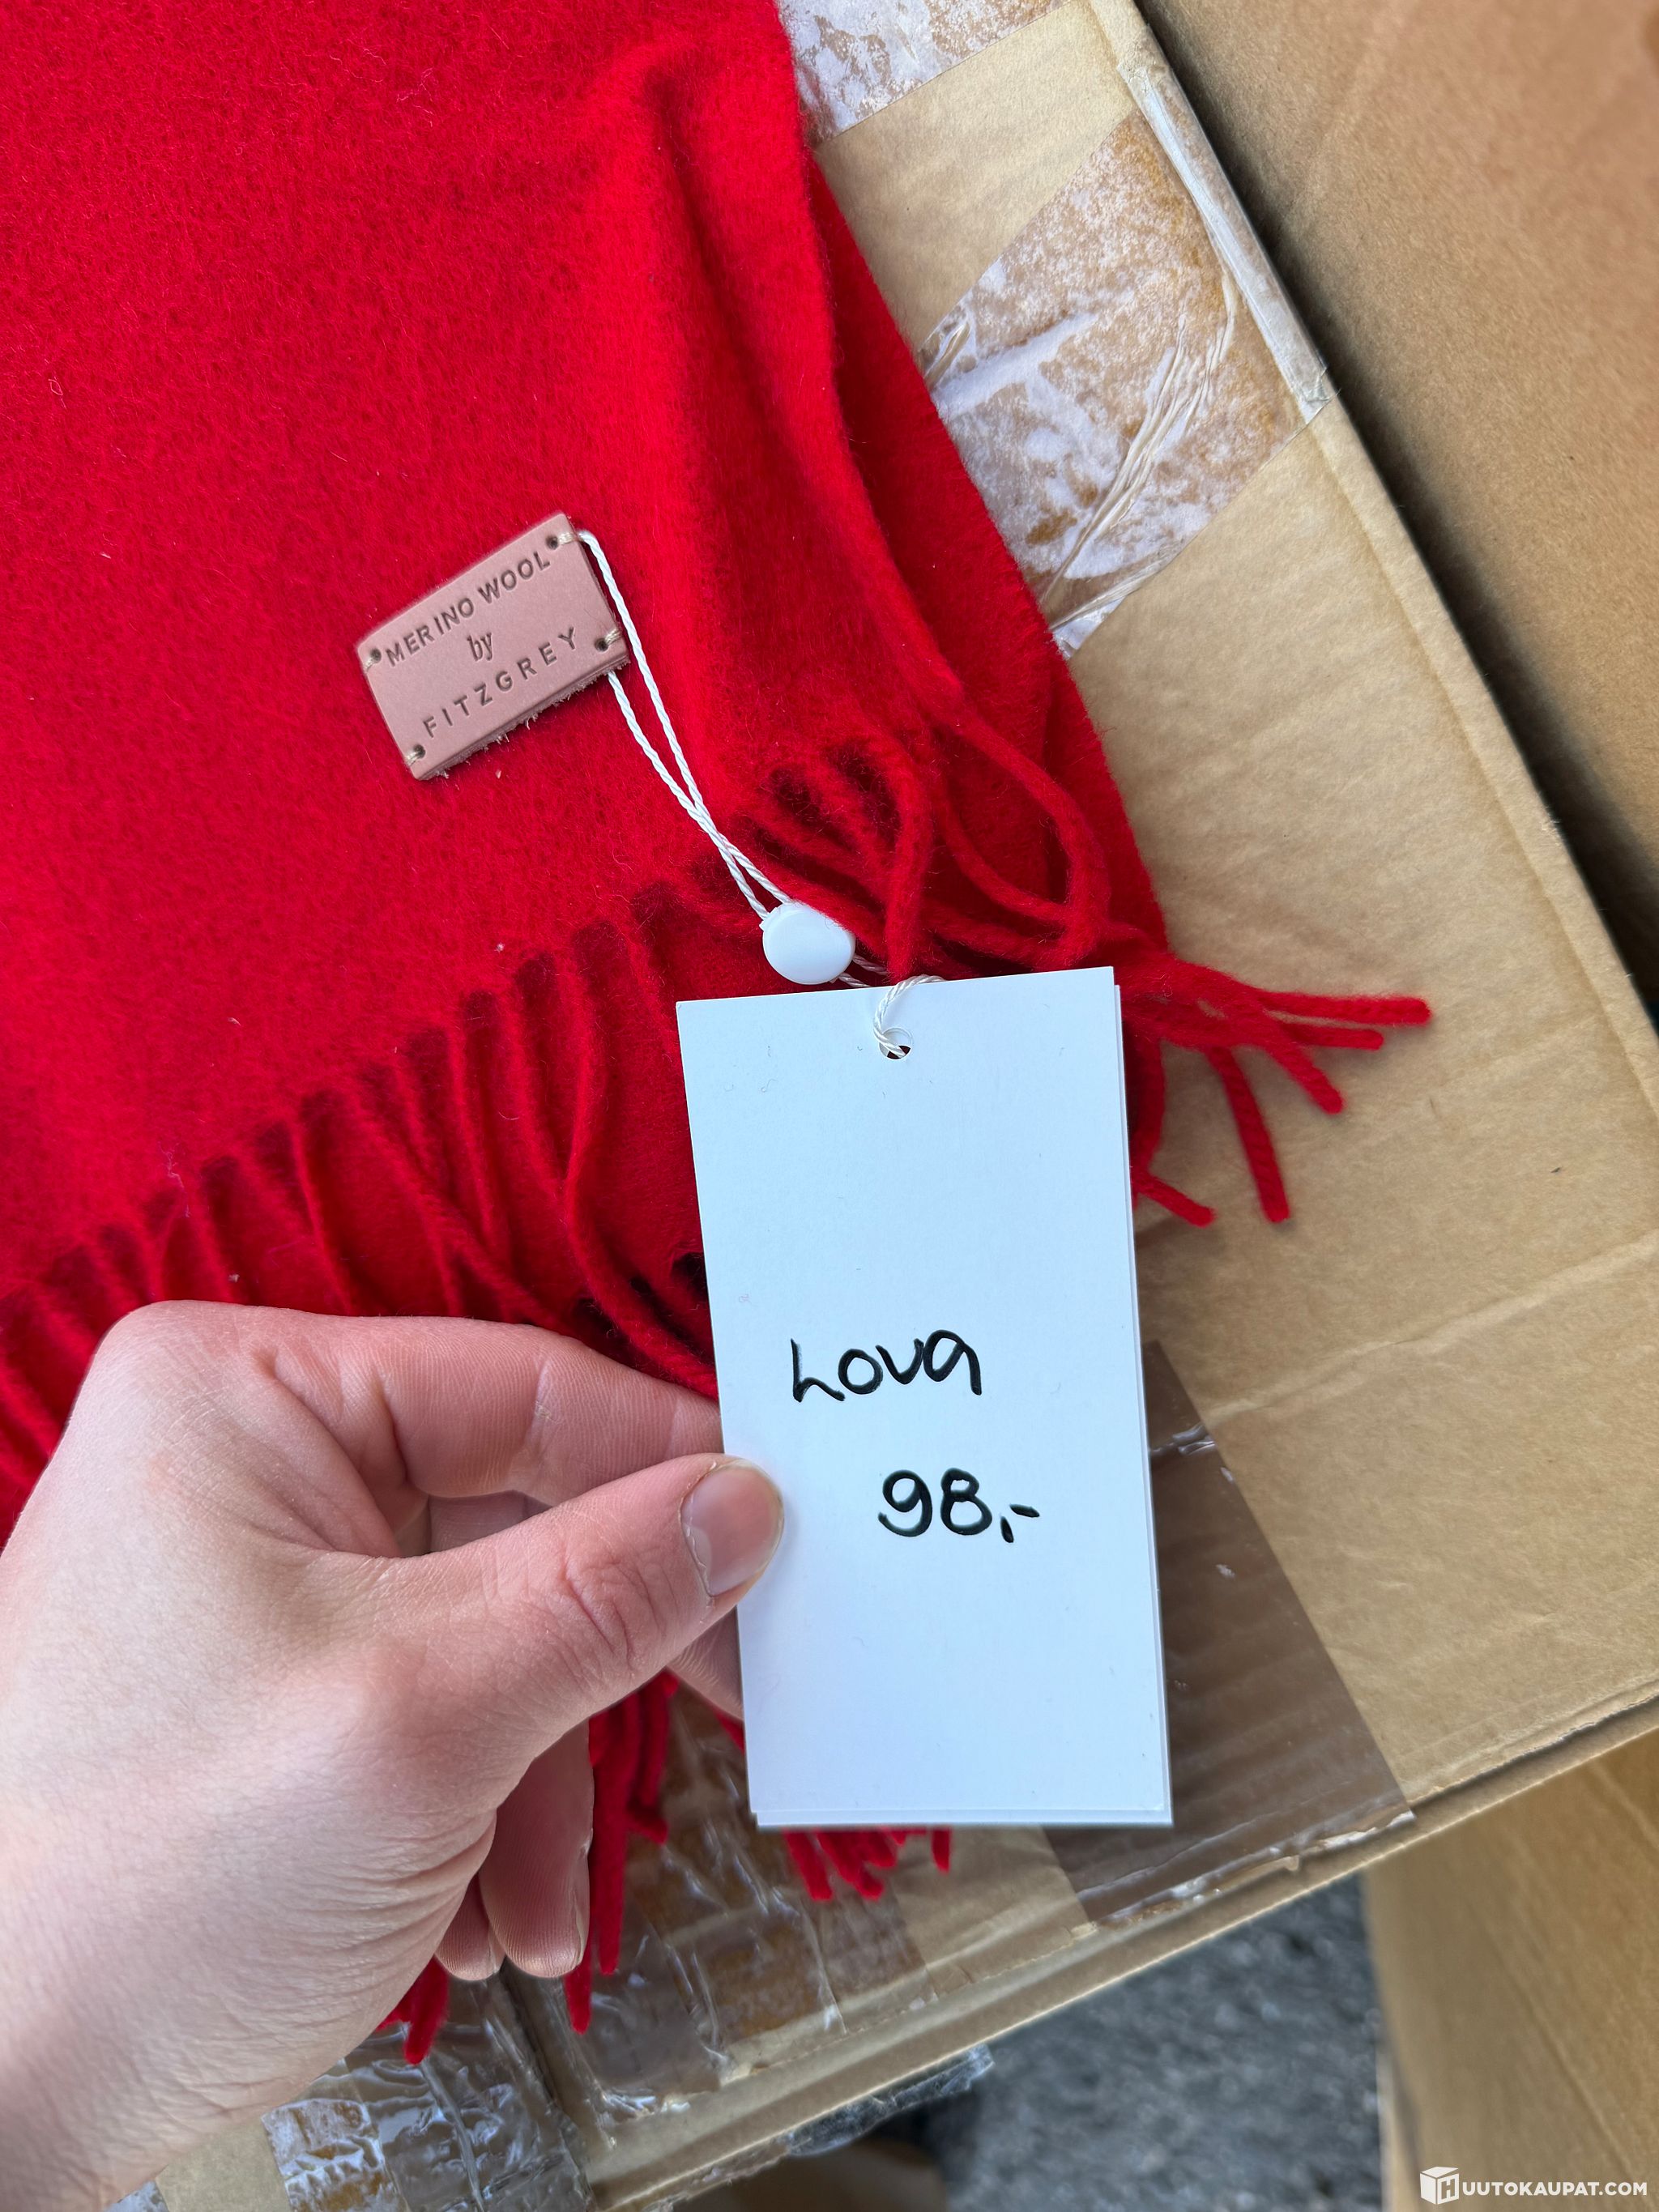 MERINO WOOL
by
FITZGREY
Lova
98,-
HUUTOKAUPAT.COM